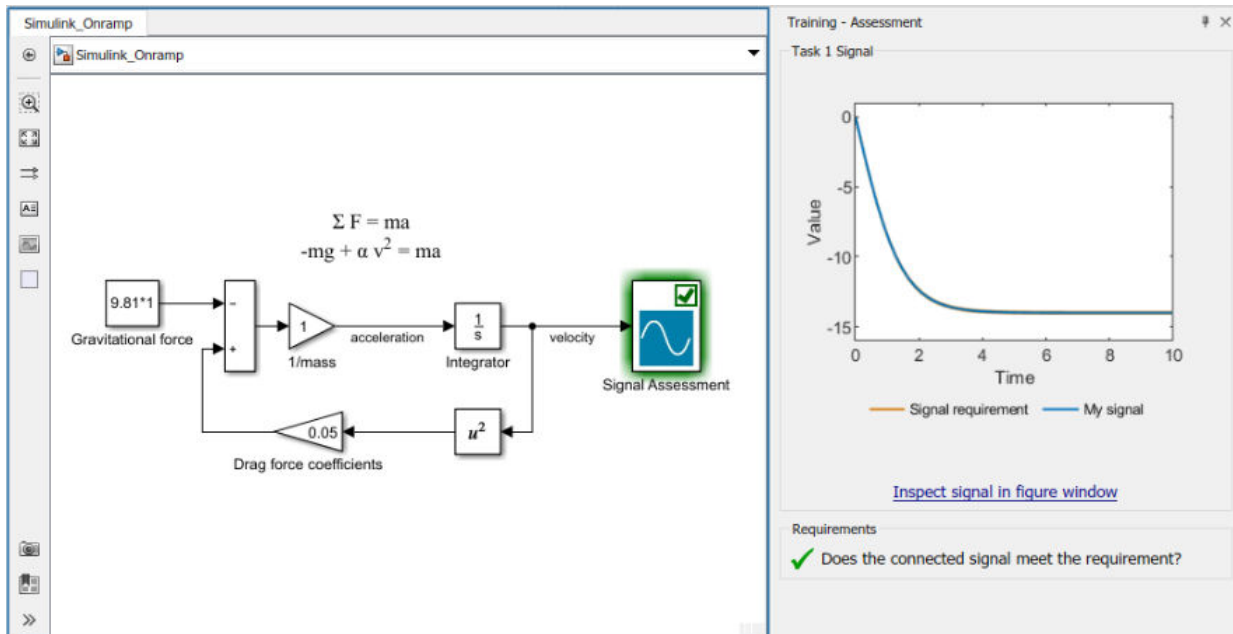 Simulink_Onramp
Simulink_Onramp
Σ F = ma
-mg + α v² = ma
9.81*1
Gravitational force
−
+
1
1/mass
acceleration
1
s
Integrator
velocity
Signal Assessment
0.05
Drag force coefficients
u²
Training - Assessment
Task 1 Signal
Value
0
-5
-10
-15
0 2 4 6 8 10
Time
Signal requirement My signal
Inspect signal in figure window
Requirements
Does the connected signal meet the requirement?